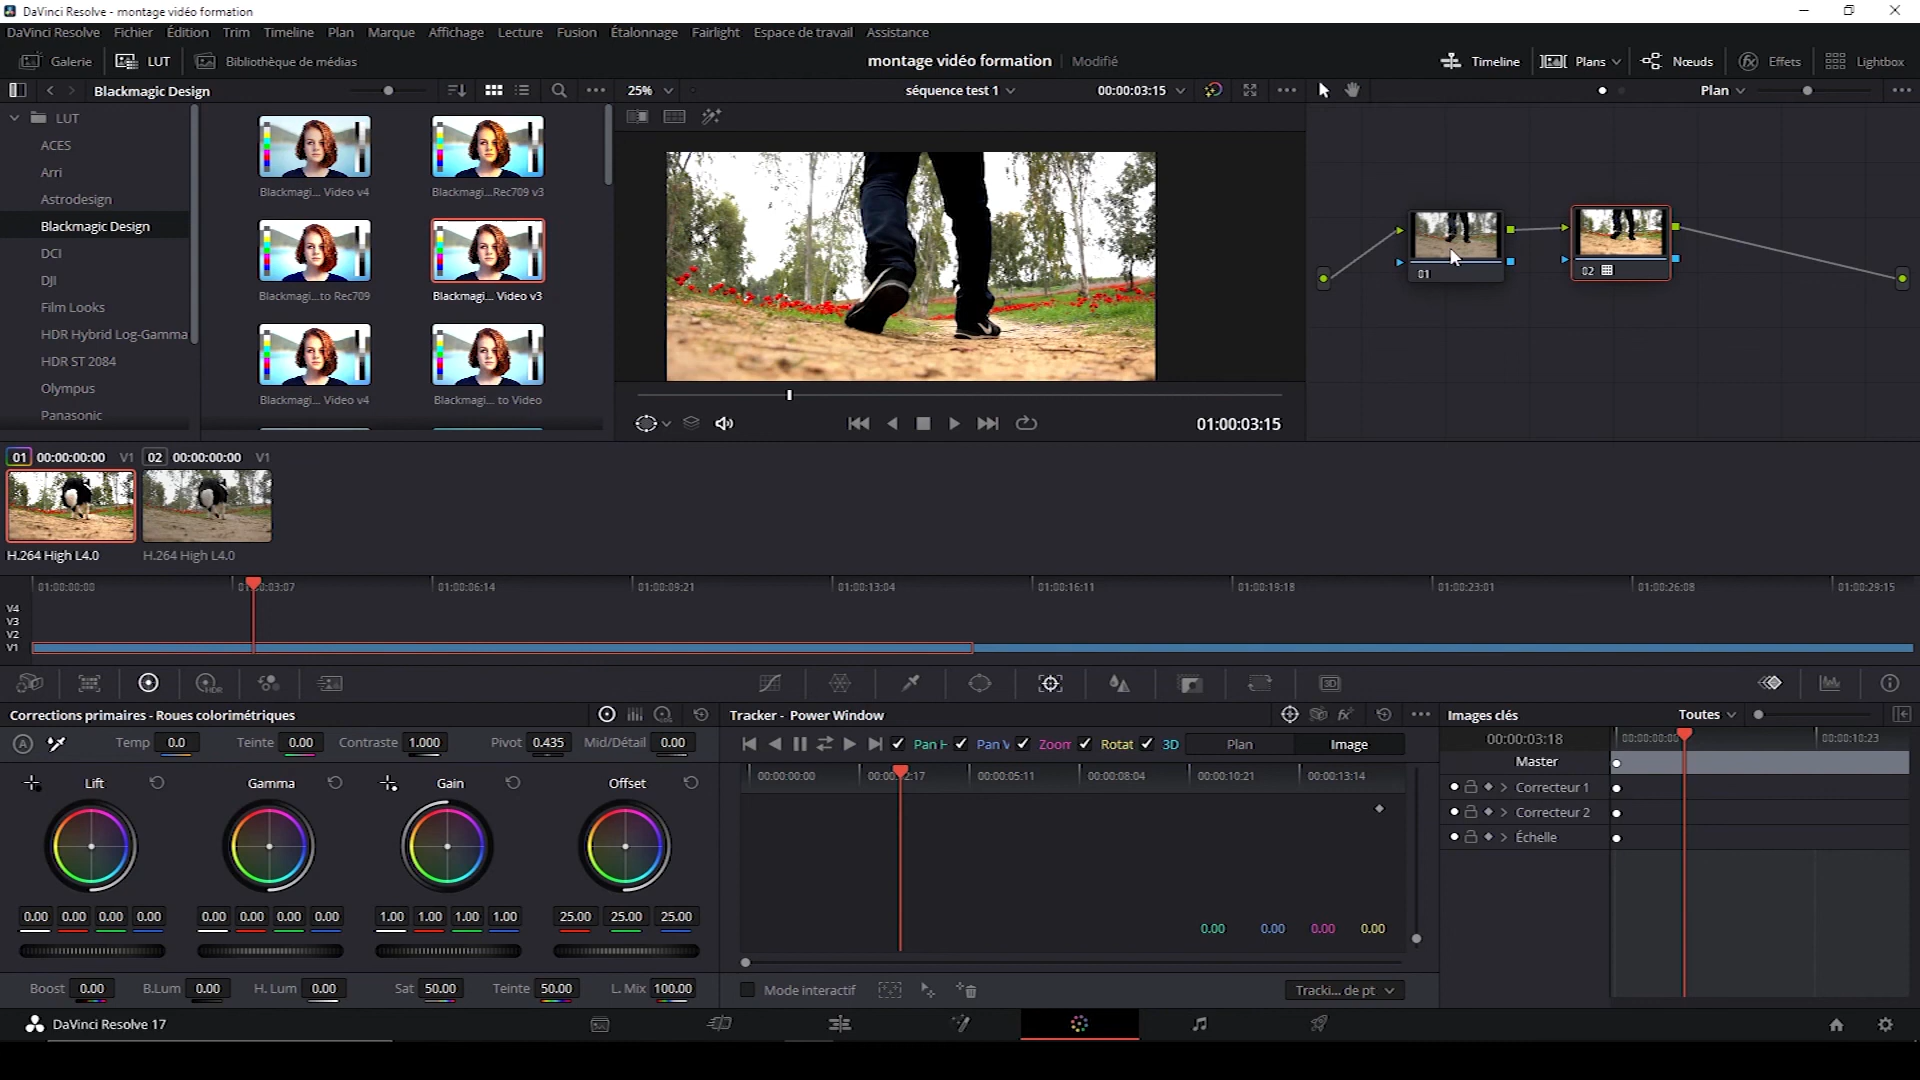 DaVinci Resolve - montage vidéo formation
DaVinci Resolve Fichier Édition Trim Timeline Plan Marque Affichage Lecture Fusion Étalonnage Fairlight Espace de travail Assistance
Galerie LUT Bibliothèque de médias montage vidéo formation Modifié Timeline Plans Nœuds Effets Lightbox
Blackmagic Design 25% séquence test 1 00:00:03:15 Plan
LUT
ACES
Arri
Astrodesign
Blackmagic Design
DCI
DJI
Film Looks
HDR Hybrid Log-Gamma
HDR ST 2084
Olympus
Panasonic
Blackmagi... Video v4 Blackmagi...Rec709 v3
Blackmagi...to Rec709 Blackmagi... Video v3
Blackmagi... Video v4 Blackmagi... to Video
01 02
01:00:03:15
01 00:00:00:00 V1 02 00:00:00:00 V1
H.264 High L4.0 H.264 High L4.0
01:00:00:00 01:00:06:14 01:00:09:21 01:00:13:04 01:00:16:11 01:00:19:18 01:00:23:01 01:00:26:08 01:00:29:15
V4
V3
V2
V1
HDR LOG 3D
Corrections primaires - Roues colorimétriques Tracker - Power Window Images clés Toutes
A Temp 0.0 Teinte 0.00 Contraste 1.000 Pivot 0.435 Mid/Détail 0.00
Pan H Pan V Zoom Rotat 3D Plan Image
00:00:03:18 00:00:10:23
Lift Gamma Gain Offset
00:00:00:00 00:00:05:11 00:00:08:04 00:00:10:21 00:00:13:14
Master
Correcteur 1
Correcteur 2
Échelle
0.00 0.00 0.00 0.00 0.00 0.00 0.00 0.00 1.00 1.00 1.00 1.00 25.00 25.00 25.00
0.00 0.00 0.00 0.00
Boost 0.00 B.Lum 0.00 H. Lum 0.00 Sat 50.00 Teinte 50.00 L. Mix 100.00
Mode interactif Tracki... de pt
DaVinci Resolve 17